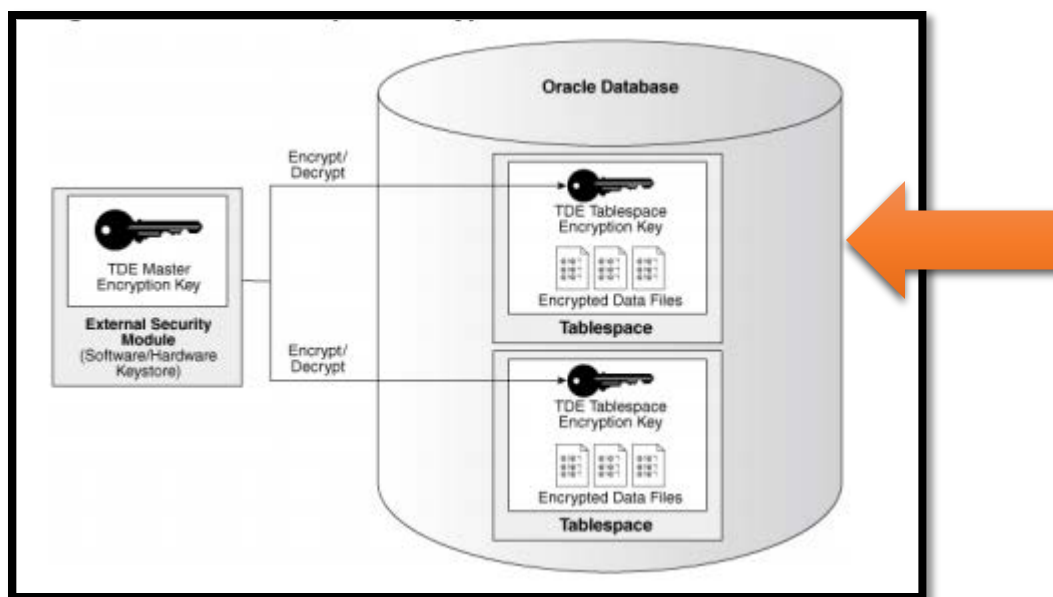 Oracle Database
Encrypt/
Decrypt
TDE Tablespace
Encryption Key
Encrypted Data Files
Tablespace
TDE Master
Encryption Key
External Security
Module
(Software/Hardware
Keystore)
Encrypt/
Decrypt
TDE Tablespace
Encryption Key
Encrypted Data Files
Tablespace